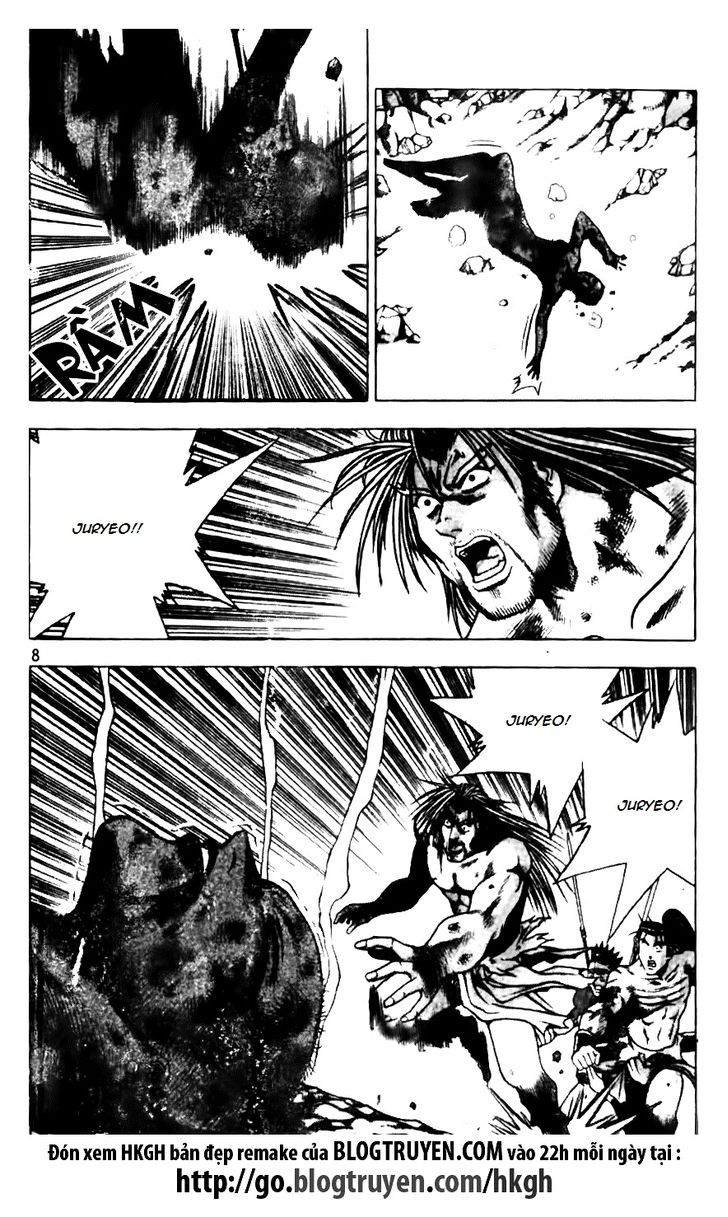 RẦM
JURYEO!!
8
JURYEO!
JURYEO!
Đón xem HKGH bản đẹp remake của BLOGTRUYEN.COM vào 22h mỗi ngày tại :
http://go.blogtruyen.com/hkgh